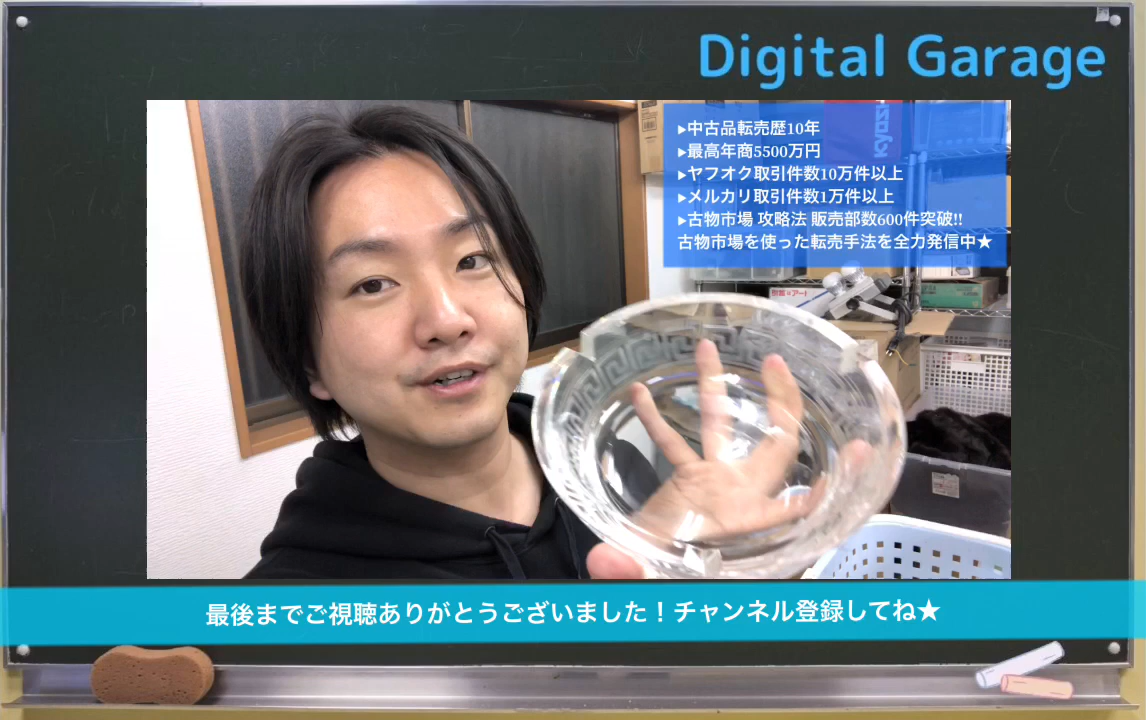 Digital Garage
▶中古品転売歴10年
▶最高年商5500万円
▶ヤフオク取引件数10万件以上
▶メルカリ取引件数1万件以上
▶古物市場 攻略法 販売部数600件突破!!
古物市場を使った転売手法を全力発信中★
KYOSHO
最後までご視聴ありがとうございました！チャンネル登録してね★